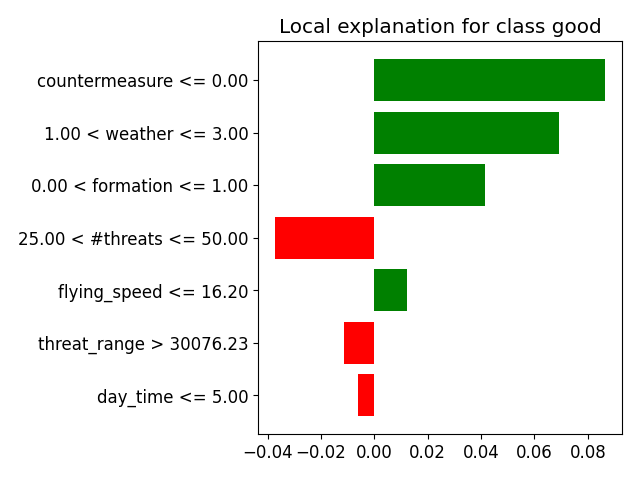 Local explanation for class good
countermeasure <= 0.00
1.00 < weather <= 3.00
0.00 < formation <= 1.00
25.00 < #threats <= 50.00
flying_speed <= 16.20
threat_range > 30076.23
day_time <= 5.00
−0.04 −0.02 0.00 0.02 0.04 0.06 0.08